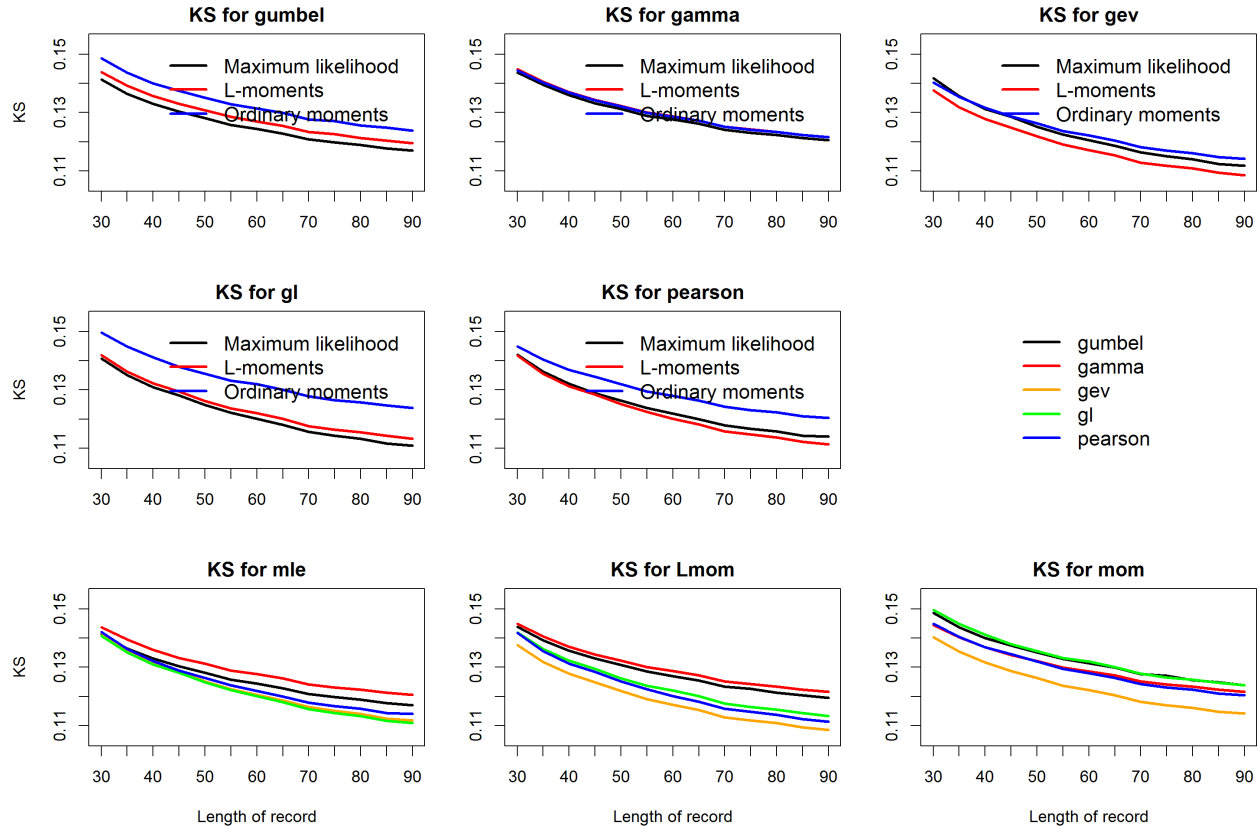 KS for gumbel
KS for gamma
KS for gev
KS
0.15
0.13
0.11
Maximum likelihood
L-moments
Ordinary moments
30 40 50 60 70 80 90
0.15
0.13
0.11
Maximum likelihood
L-moments
Ordinary moments
30 40 50 60 70 80 90
0.15
0.13
0.11
Maximum likelihood
L-moments
Ordinary moments
30 40 50 60 70 80 90
KS for gl
KS for pearson
KS
0.15
0.13
0.11
Maximum likelihood
L-moments
Ordinary moments
30 40 50 60 70 80 90
0.15
0.13
0.11
Maximum likelihood
L-moments
Ordinary moments
30 40 50 60 70 80 90
gumbel
gamma
gev
gl
pearson
KS for mle
KS for Lmom
KS for mom
KS
0.15
0.13
0.11
30 40 50 60 70 80 90
Length of record
0.15
0.13
0.11
30 40 50 60 70 80 90
Length of record
0.15
0.13
0.11
30 40 50 60 70 80 90
Length of record